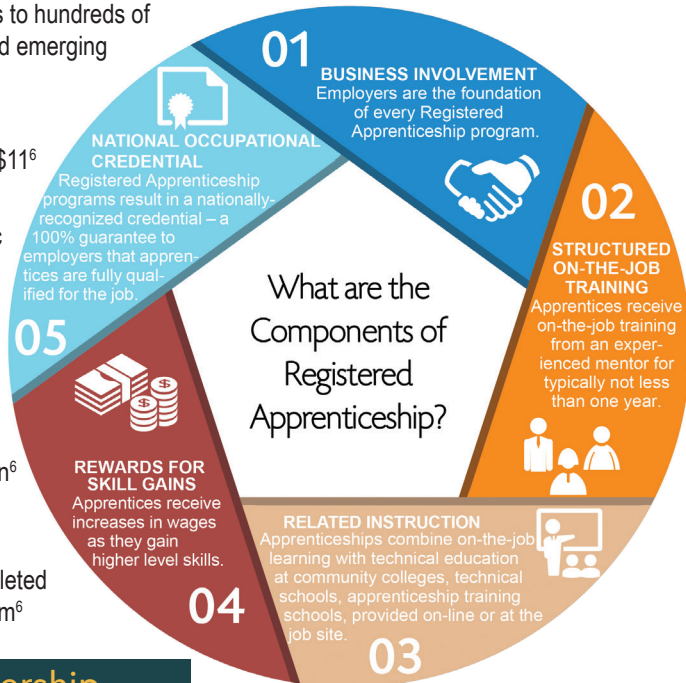 s to hundreds of
d emerging
$11⁶
n⁶
leted
m⁶
01
BUSINESS INVOLVEMENT
Employers are the foundation
of every Registered
Apprenticeship program.
02
STRUCTURED
ON-THE-JOB
TRAINING
Apprentices receive
on-the-job training
from an exper-
ienced mentor for
typically not less
than one year.
RELATED INSTRUCTION
Apprenticeships combine on-the-job
learning with technical education
at community colleges, technical
schools, apprenticeship training
schools, provided on-line or at the
job site.
03
REWARDS FOR
SKILL GAINS
Apprentices receive
increases in wages
as they gain
higher level skills.
04
NATIONAL OCCUPATIONAL
CREDENTIAL
Registered Apprenticeship
programs result in a nationally-
recognized credential – a
100% guarantee to
employers that appren-
tices are fully qual-
ified for the job.
05
What are the
Components of
Registered
Apprenticeship?